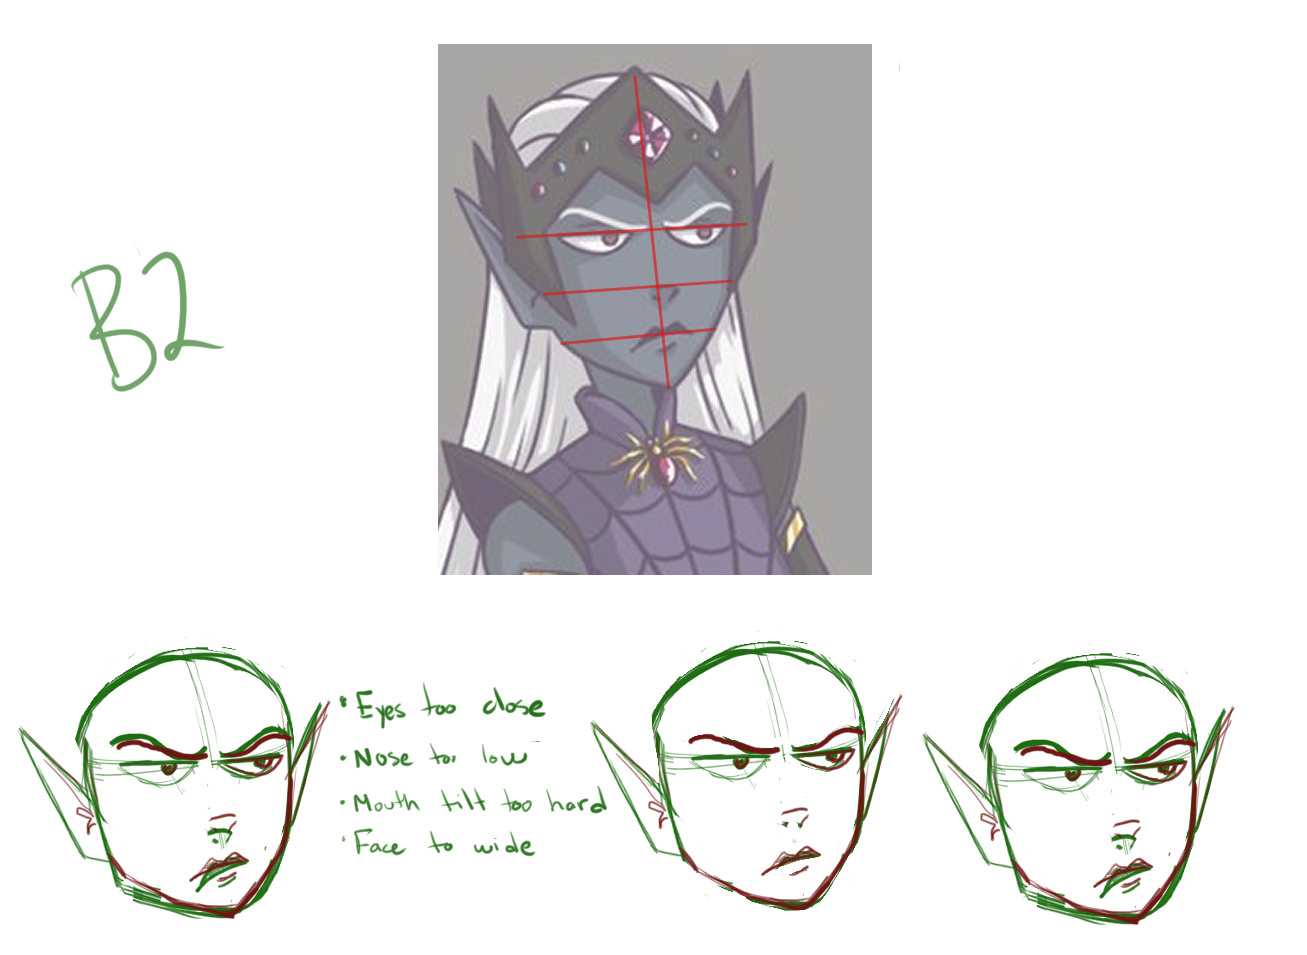 B2
• Eyes too close
• Nose too low
• Mouth tilt too hard
• Face to wide